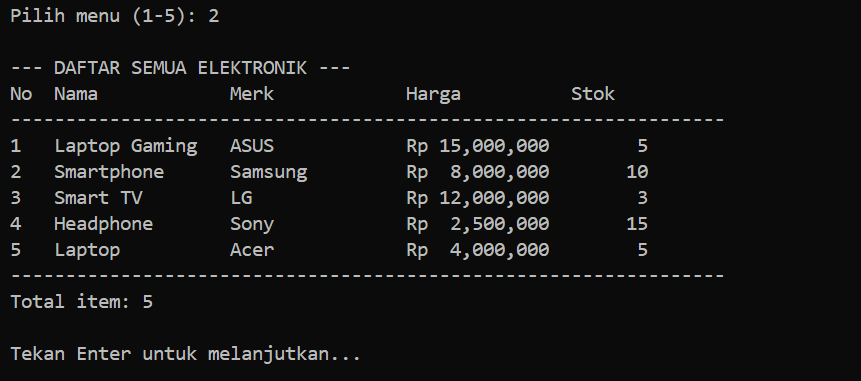 Pilih menu (1-5): 2
--- DAFTAR SEMUA ELEKTRONIK ---
No  Nama            Merk            Harga          Stok
-----------------------------------------------------------------
1   Laptop Gaming   ASUS            Rp 15,000,000        5
2   Smartphone      Samsung         Rp  8,000,000       10
3   Smart TV        LG              Rp 12,000,000        3
4   Headphone       Sony            Rp  2,500,000       15
5   Laptop          Acer            Rp  4,000,000        5
-----------------------------------------------------------------
Total item: 5
Tekan Enter untuk melanjutkan...